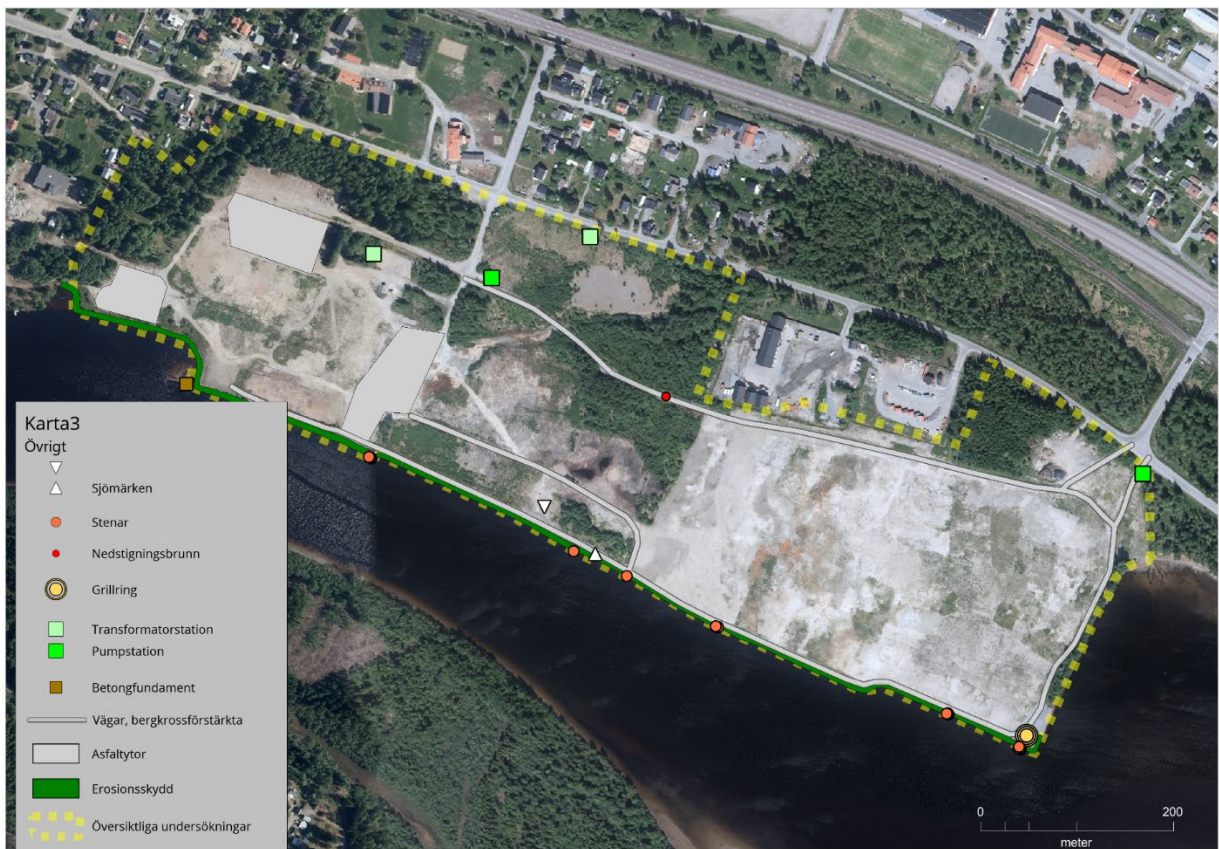 Karta3
Övrigt
Sjömärken
Stenar
Nedstigningsbrunn
Grillring
Transformatorstation
Pumpstation
Betongfundament
Vägar, bergkrossförstärkta
Asfaltytor
Erosionsskydd
Översiktliga undersökningar
0 200
meter